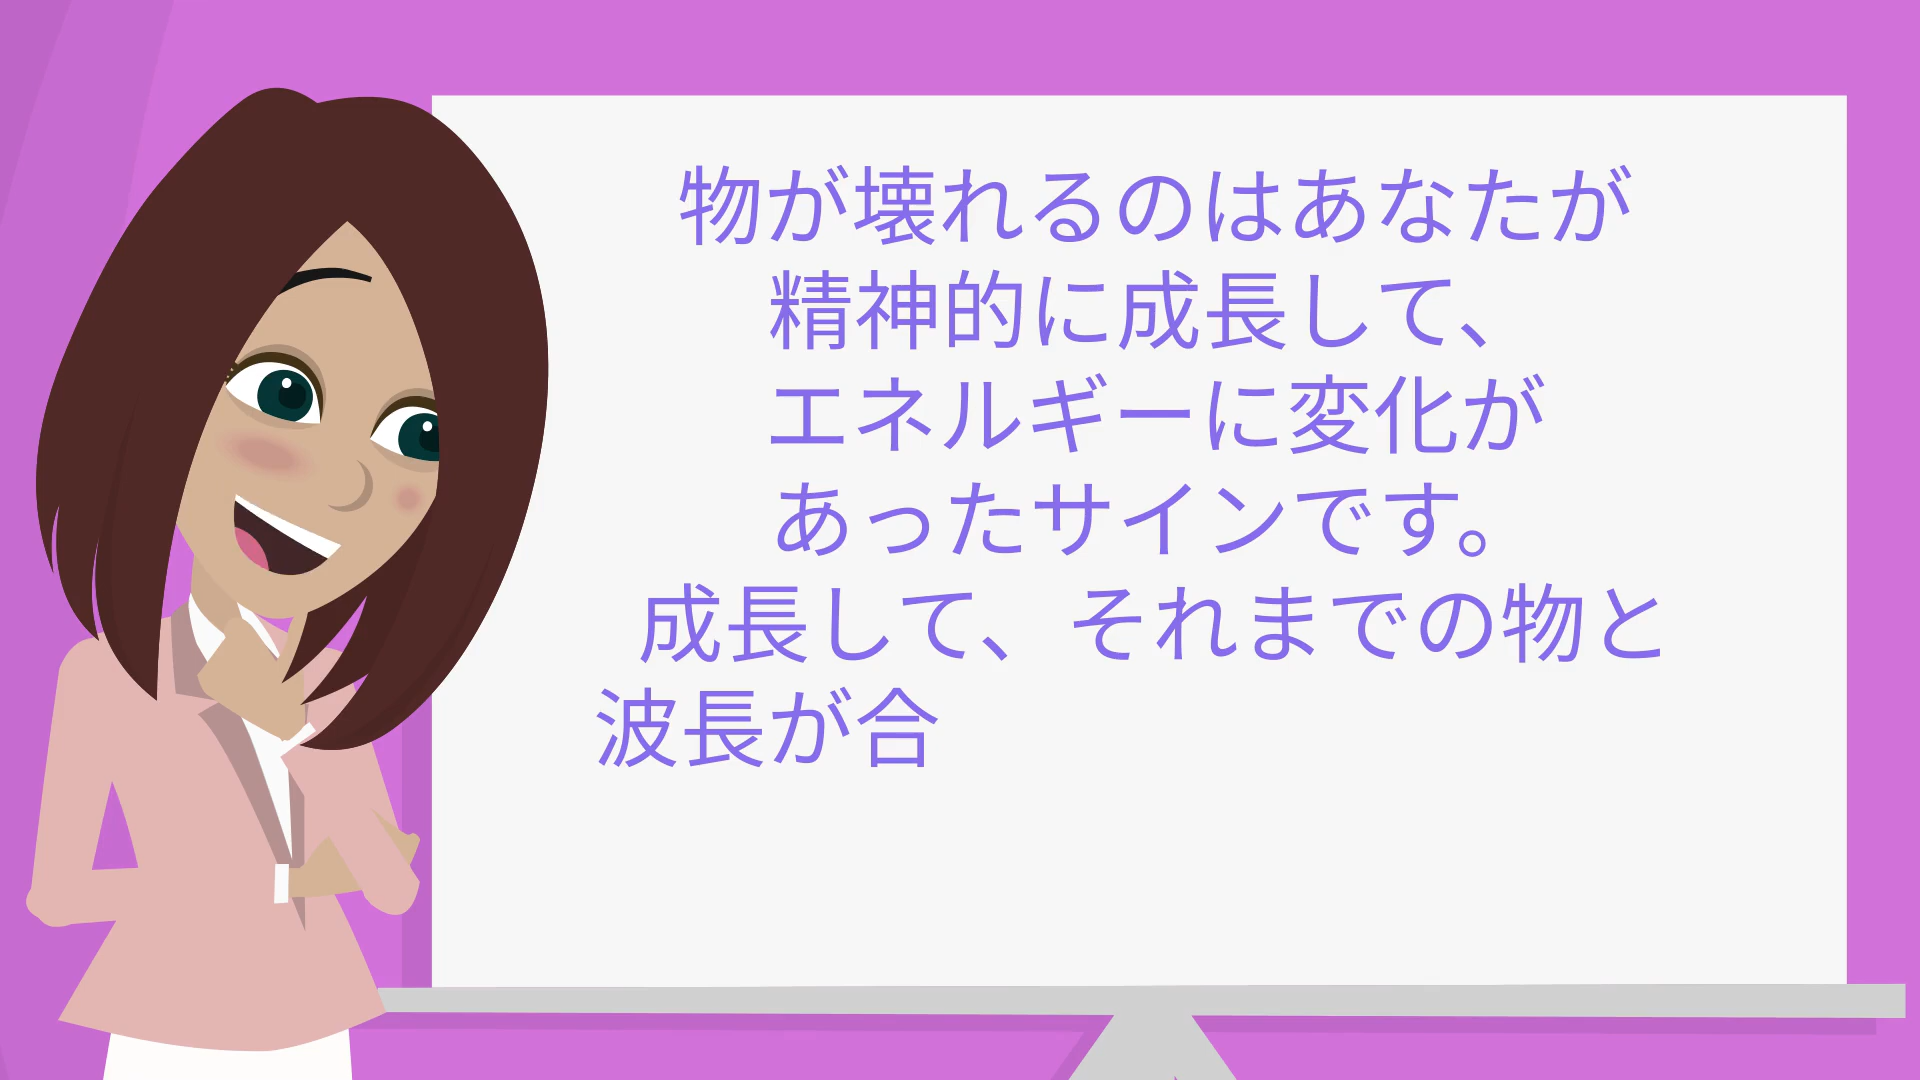 物が壊れるのはあなたが
精神的に成長して、
エネルギーに変化が
あったサインです。
成長して、それまでの物と
波長が合